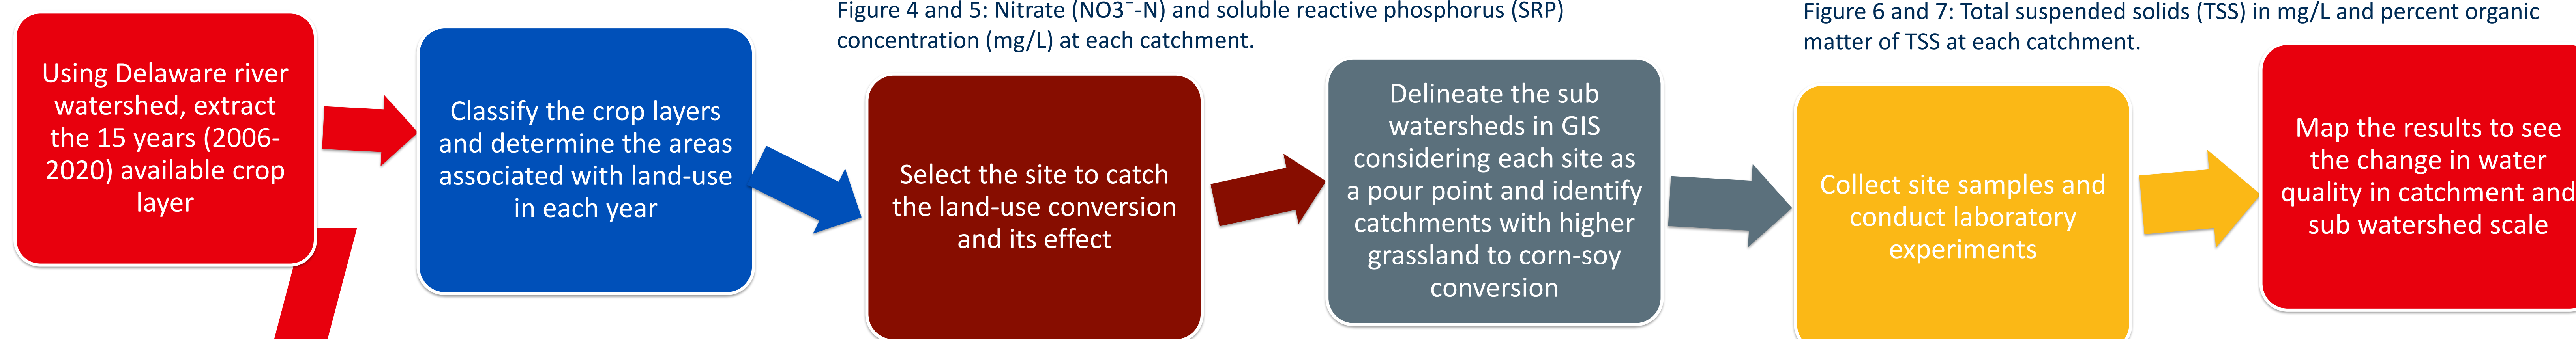 Figure 4 and 5: Nitrate (NO3⁻-N) and soluble reactive phosphorus (SRP)
concentration (mg/L) at each catchment.
Figure 6 and 7: Total suspended solids (TSS) in mg/L and percent organic
matter of TSS at each catchment.
Using Delaware river
watershed, extract
the 15 years (2006-
2020) available crop
layer
Classify the crop layers
and determine the areas
associated with land-use
in each year
Select the site to catch
the land-use conversion
and its effect
Delineate the sub
watersheds in GIS
considering each site as
a pour point and identify
catchments with higher
grassland to corn-soy
conversion
Collect site samples and
conduct laboratory
experiments
Map the results to see
the change in water
quality in catchment and
sub watershed scale